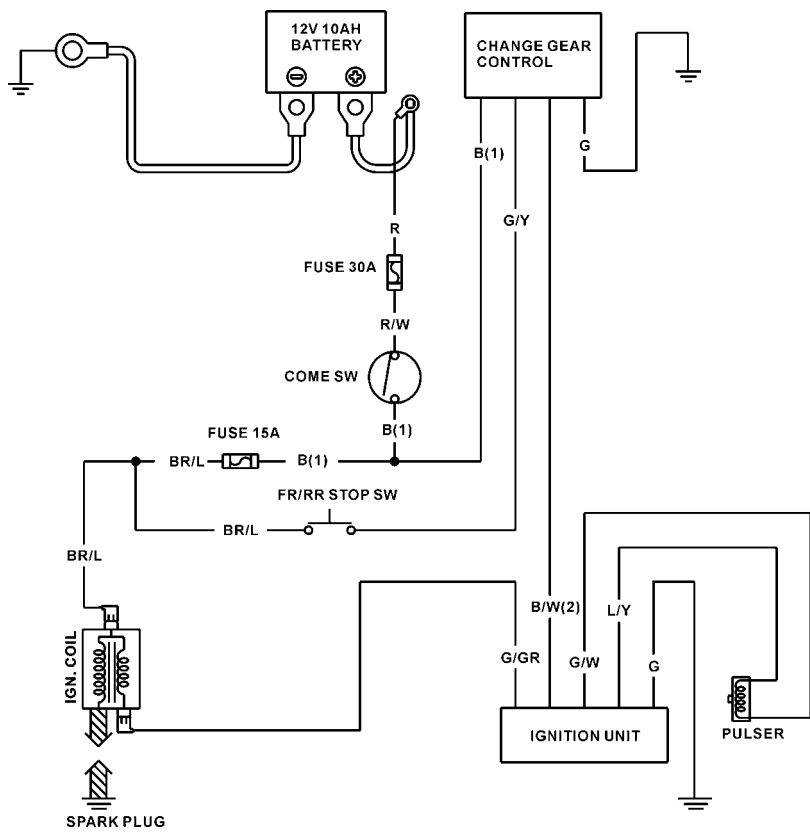 12V 10AH
BATTERY
CHANGE GEAR
CONTROL
B(1)
G
G/Y
R
FUSE 30A
R/W
COME SW
B(1)
FUSE 15A
BR/L
B(1)
FR/RR STOP SW
BR/L
BR/L
IGN. COIL
B/W(2)
L/Y
G/GR
G/W
G
IGNITION UNIT
PULSER
SPARK PLUG